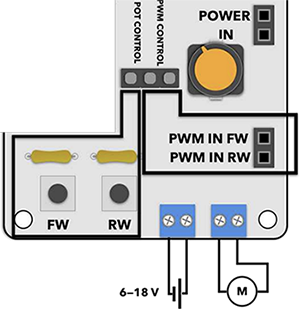 POT CONTROL
PWM CONTROL
POWER
IN
PWM IN FW
PWM IN RW
FW
RW
6–18 V
M